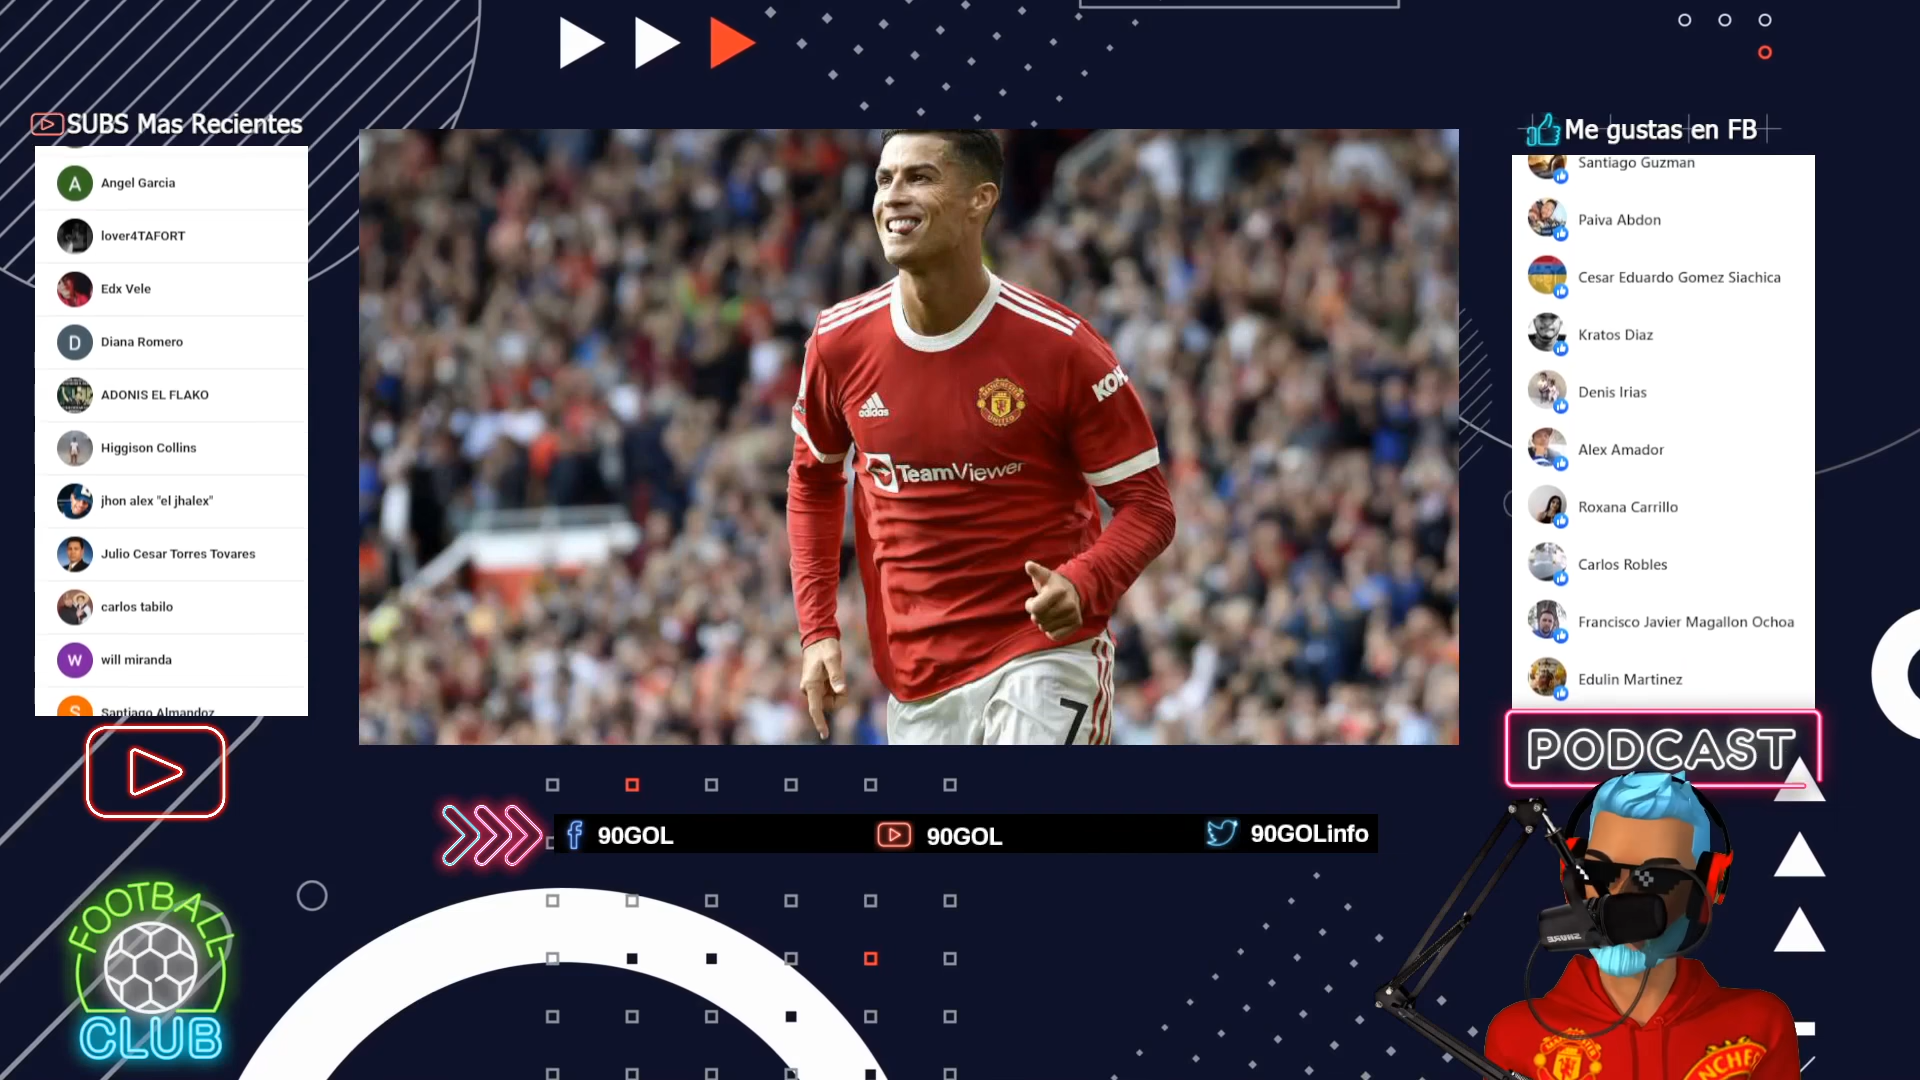 SUBS Mas Recientes
Angel Garcia
lover4TAFORT
Edx Vele
Diana Romero
ADONIS EL FLAKO
Higgison Collins
jhon alex "el jhalex"
Julio Cesar Torres Tovares
carlos tabilo
will miranda
Santiago Almandoz
A
D
W
S
FOOTBALL
CLUB
adidas
MANCHESTER
UNITED
KOH
TeamViewer
7
90GOL
90GOL
90GOLinfo
Me gustas en FB
Santiago Guzman
Paiva Abdon
Cesar Eduardo Gomez Siachica
Kratos Diaz
Denis Irias
Alex Amador
Roxana Carrillo
Carlos Robles
Francisco Javier Magallon Ochoa
Edulin Martinez
PODCAST
SHURE